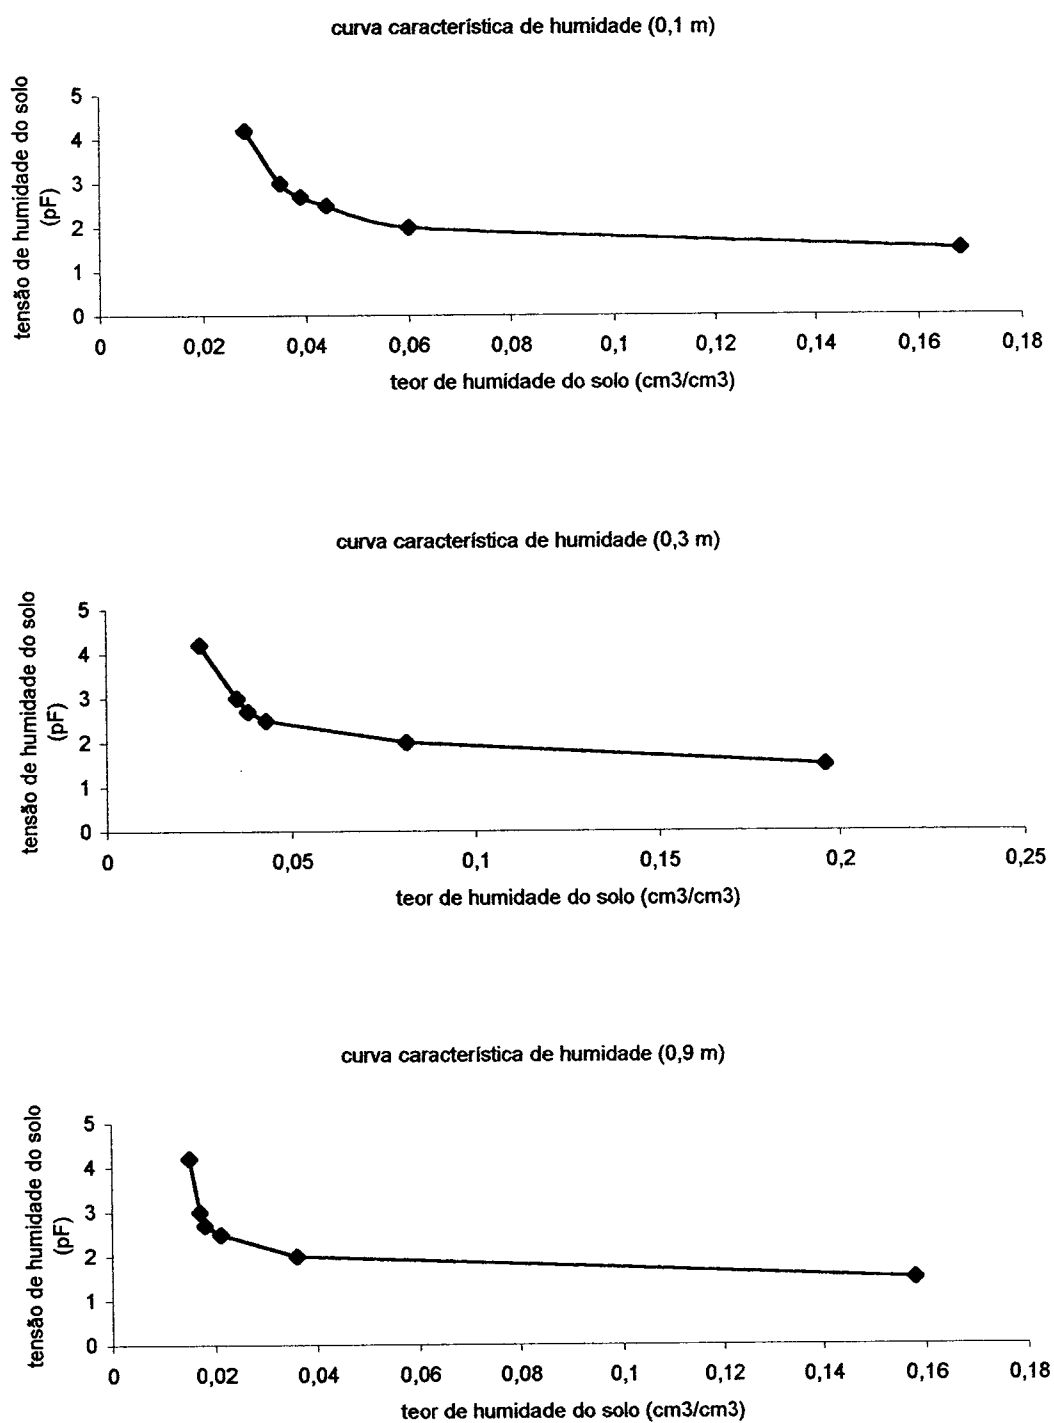 curva característica de humidade (0,1 m)
tensão de humidade do solo
(pF)
5
4
3
2
1
0
0 0,02 0,04 0,06 0,08 0,1 0,12 0,14 0,16 0,18
teor de humidade do solo (cm3/cm3)
curva característica de humidade (0,3 m)
tensão de humidade do solo
(pF)
5
4
3
2
1
0
0 0,05 0,1 0,15 0,2 0,25
teor de humidade do solo (cm3/cm3)
curva característica de humidade (0,9 m)
tensão de humidade do solo
(pF)
5
4
3
2
1
0
0 0,02 0,04 0,06 0,08 0,1 0,12 0,14 0,16 0,18
teor de humidade do solo (cm3/cm3)